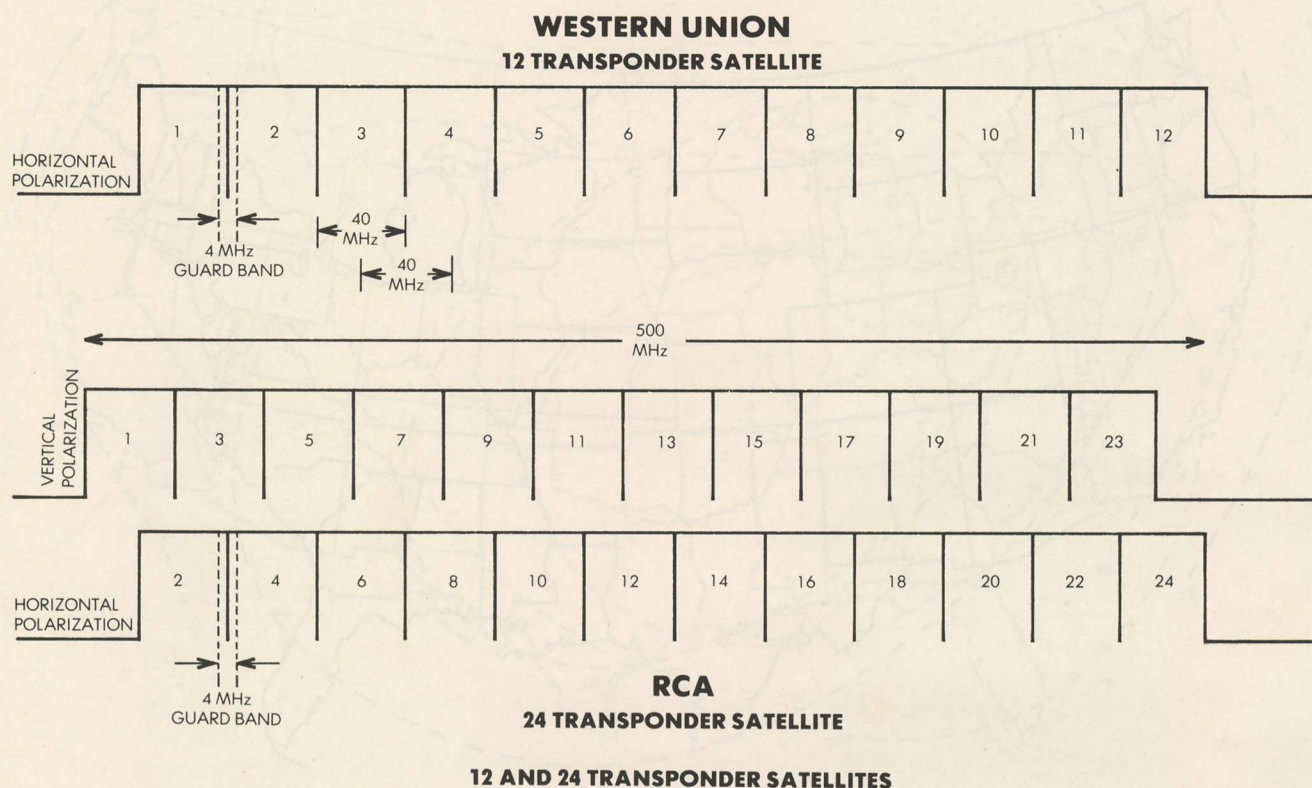 WESTERN UNION
12 TRANSPONDER SATELLITE
1 2 3 4 5 6 7 8 9 10 11 12
HORIZONTAL
POLARIZATION
4 MHz
GUARD BAND
40
MHz
40
MHz
500
MHz
VERTICAL
POLARIZATION
1 3 5 7 9 11 13 15 17 19 21 23
2 4 6 8 10 12 14 16 18 20 22 24
HORIZONTAL
POLARIZATION
4 MHz
GUARD BAND
RCA
24 TRANSPONDER SATELLITE
12 AND 24 TRANSPONDER SATELLITES